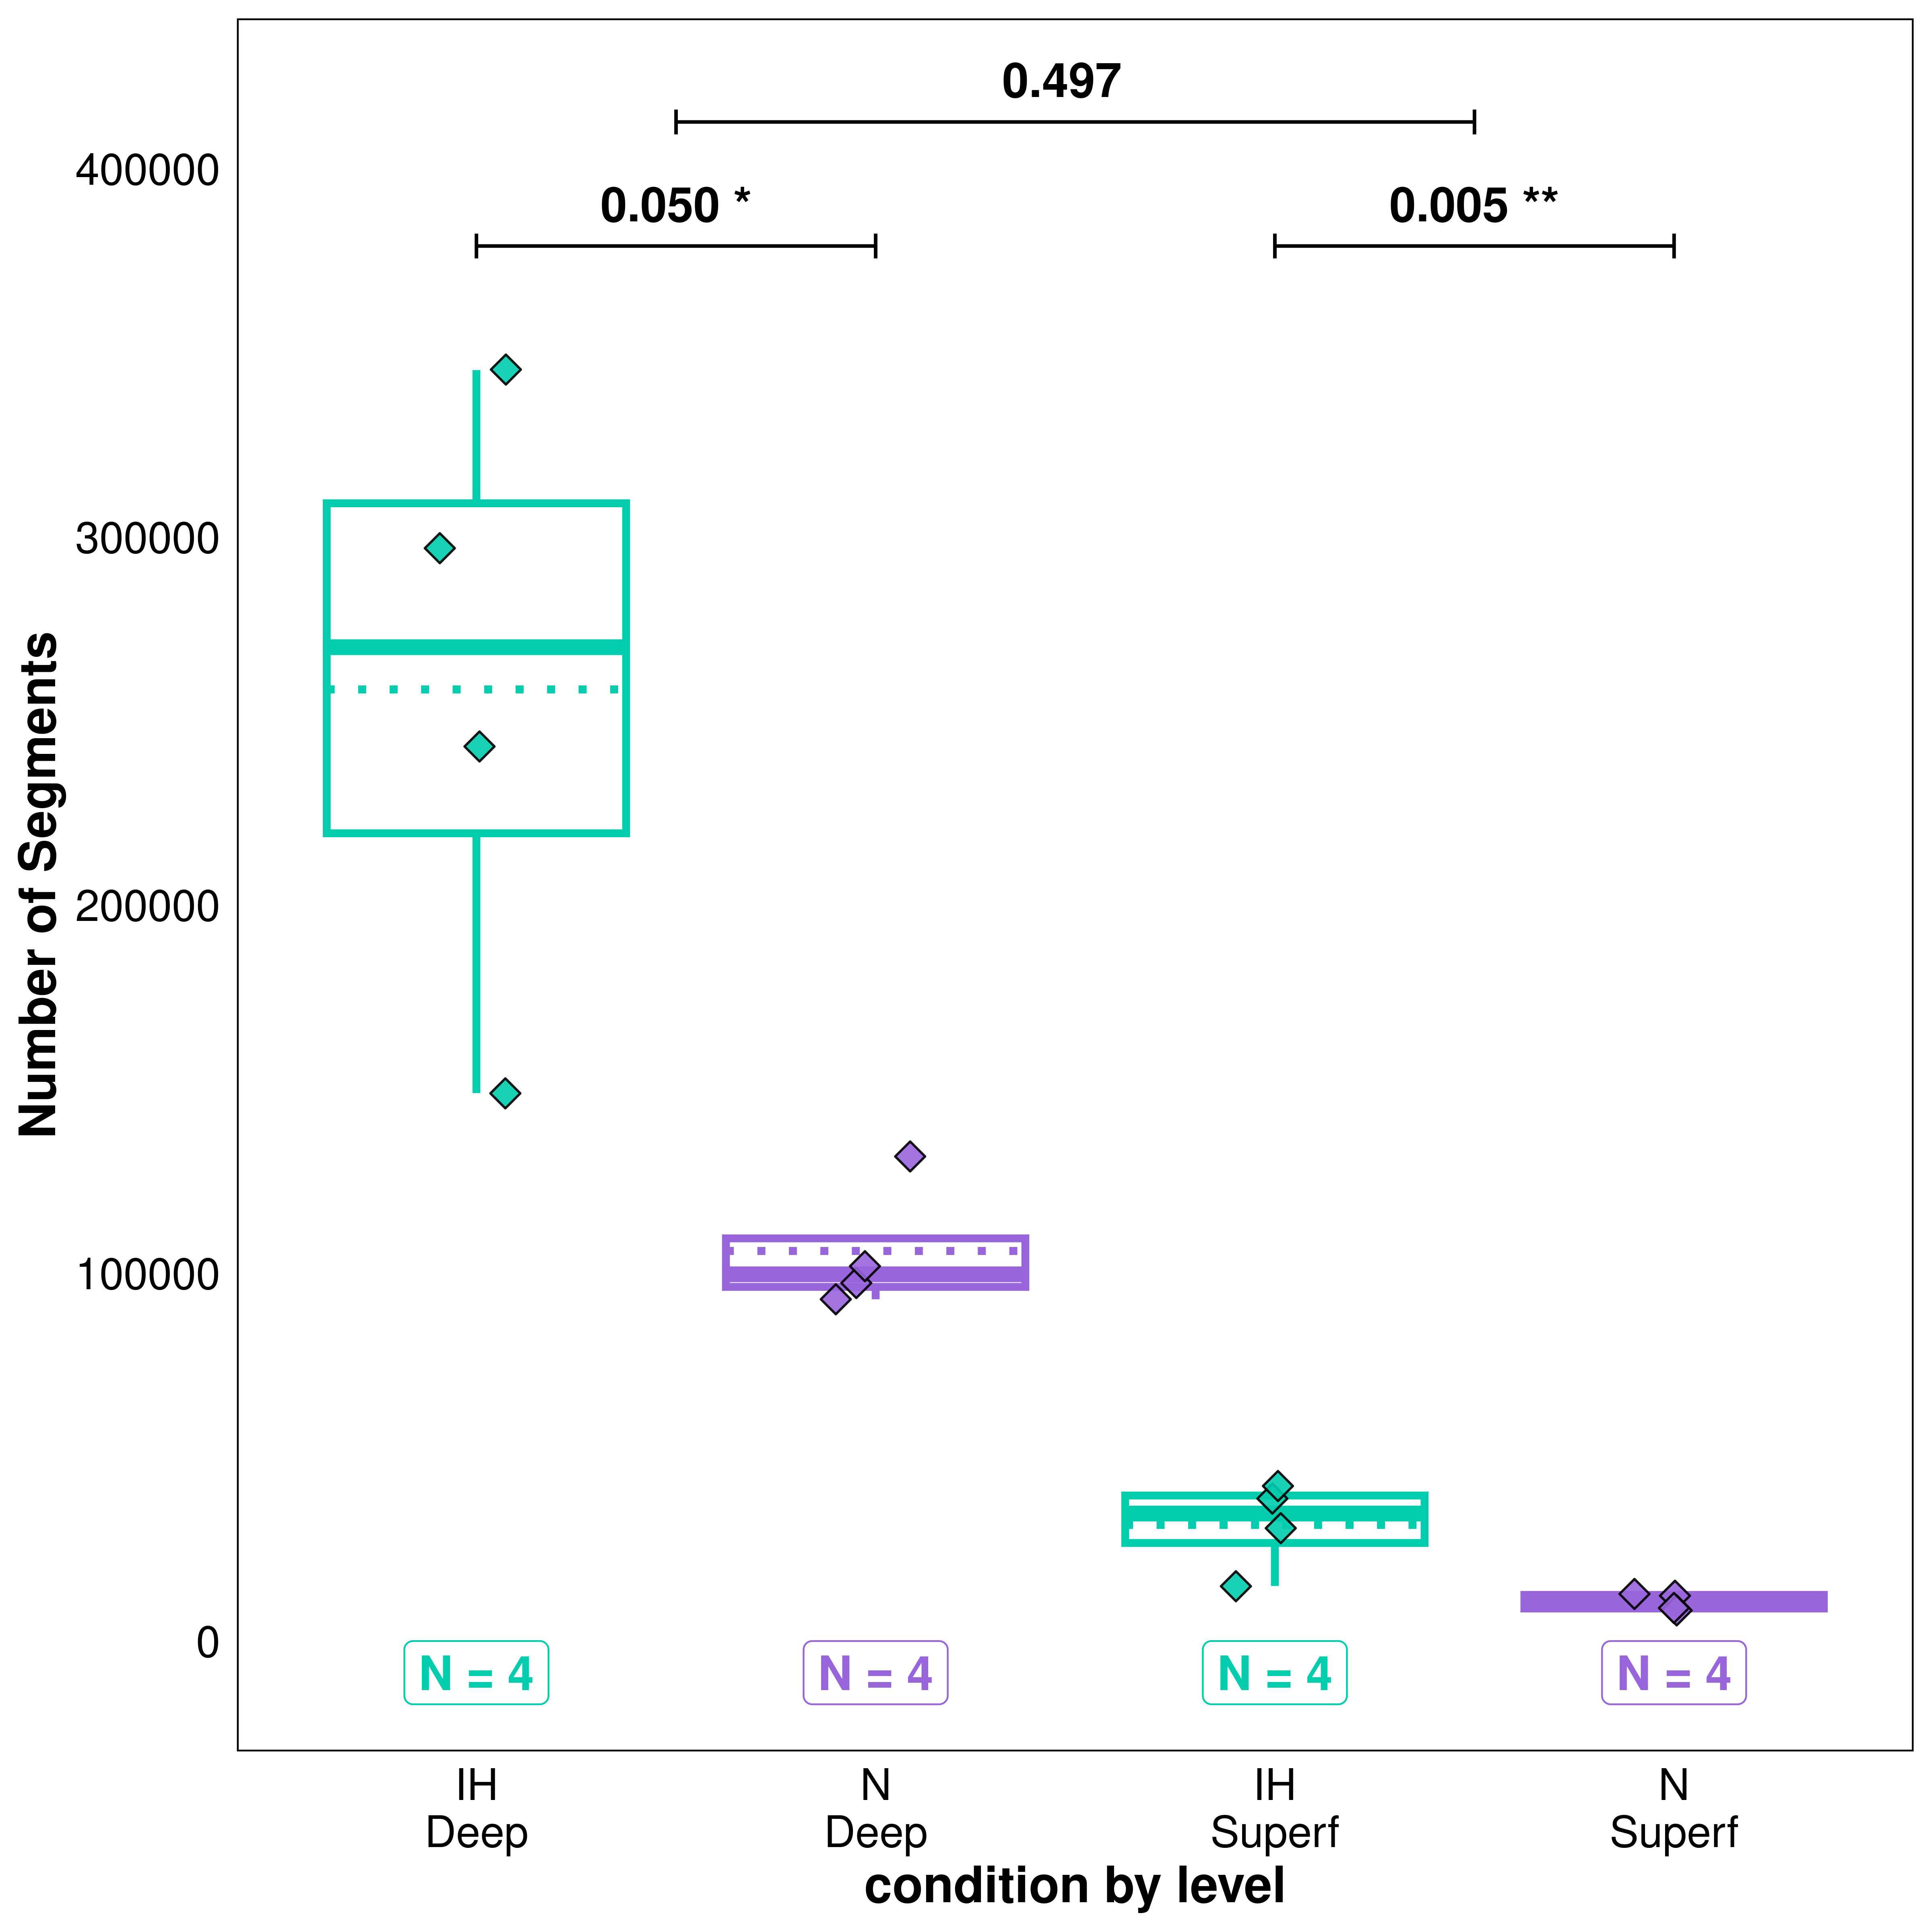 0.497
400000
0.050 *
0.005 **
300000
200000
100000
0
Number of Segments
N = 4
N = 4
N = 4
N = 4
IH
Deep
N
Deep
IH
Superf
N
Superf
condition by level